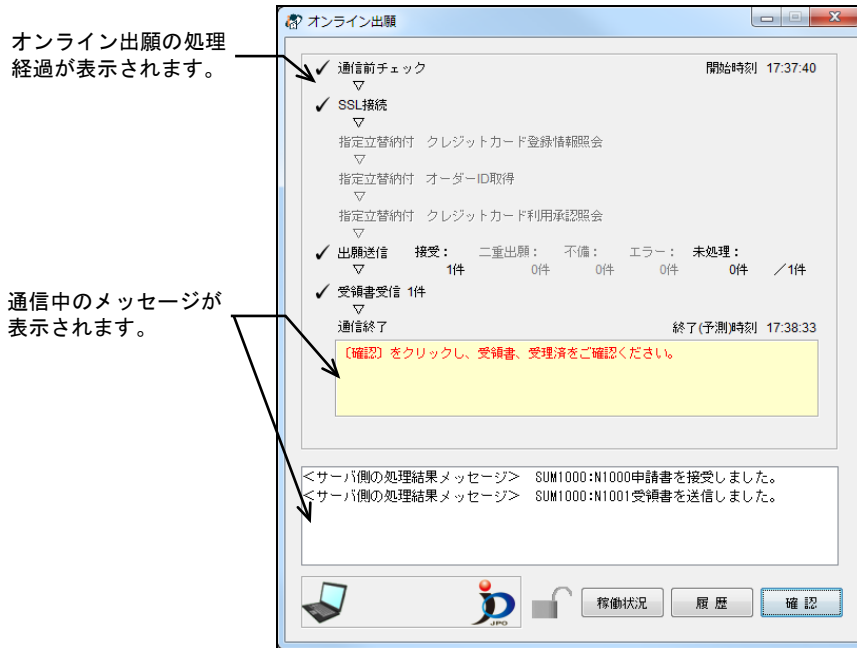 オンライン出願
オンライン出願の処理
経過が表示されます。
通信前チェック 開始時刻 17:37:40
▽
SSL接続
▽
指定立替納付 クレジットカード登録情報照会
▽
指定立替納付 オーダーID取得
▽
指定立替納付 クレジットカード利用承認照会
▽
出願送信 接受： 二重出願： 不備： エラー： 未処理：
▽ 1件 0件 0件 0件 0件 ／1件
受領書受信 1件
▽
通信終了 終了(予測)時刻 17:38:33
通信中のメッセージが
表示されます。
〔確認〕をクリックし、受領書、受理済をご確認ください。
＜サーバ側の処理結果メッセージ＞ SUM1000:N1000申請書を接受しました。
＜サーバ側の処理結果メッセージ＞ SUM1000:N1001受領書を送信しました。
JPO
稼働状況 履 歴 確 認